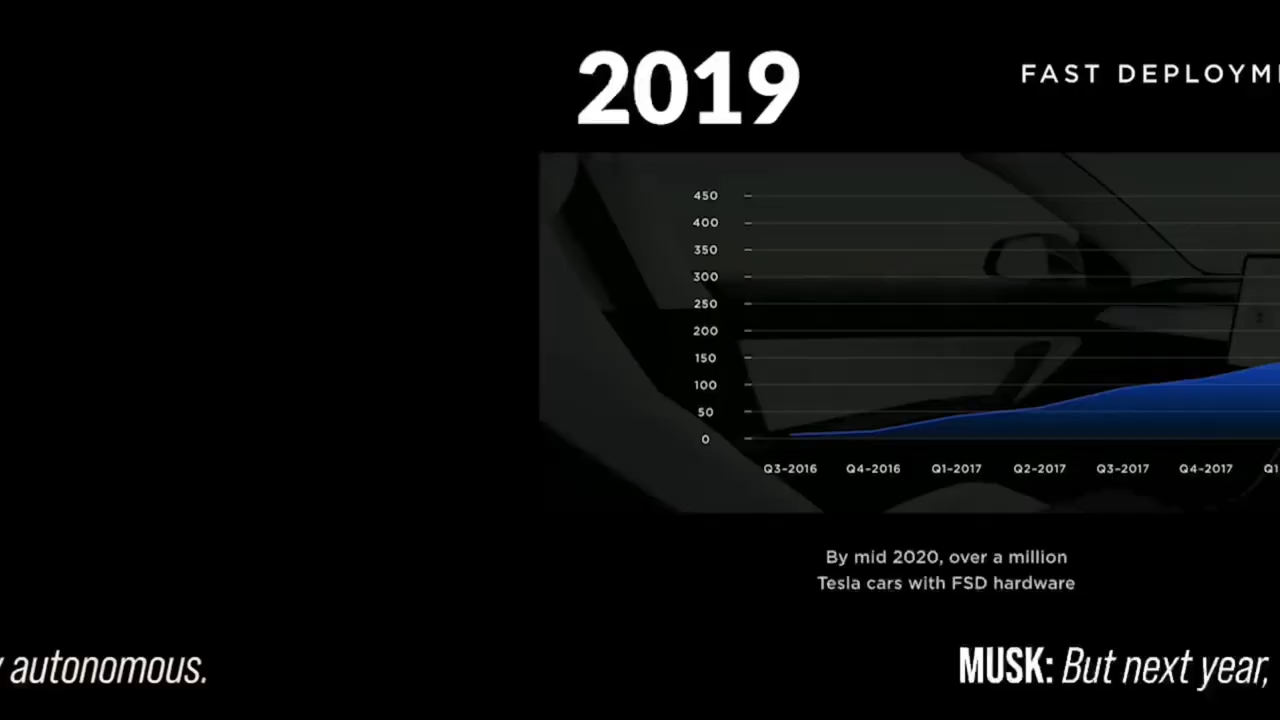 2019
FAST DEPLOYM
450
400
350
300
250
200
150
100
50
0
Q3-2016 Q4-2016 Q1-2017 Q2-2017 Q3-2017 Q4-2017 Q1
By mid 2020, over a million
Tesla cars with FSD hardware
autonomous.
MUSK: But next year,